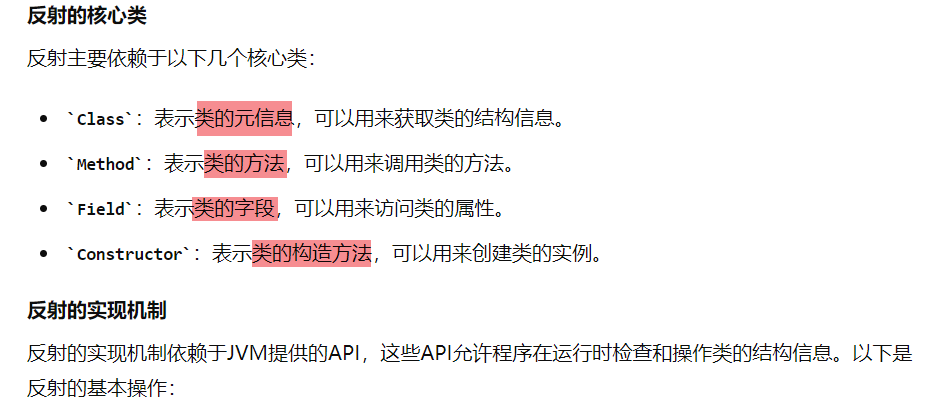 反射的核心类
反射主要依赖于以下几个核心类：
• `Class`：表示类的元信息，可以用来获取类的结构信息。
• `Method`：表示类的方法，可以用来调用类的方法。
• `Field`：表示类的字段，可以用来访问类的属性。
• `Constructor`：表示类的构造方法，可以用来创建类的实例。
反射的实现机制
反射的实现机制依赖于JVM提供的API，这些API允许程序在运行时检查和操作类的结构信息。以下是
反射的基本操作：